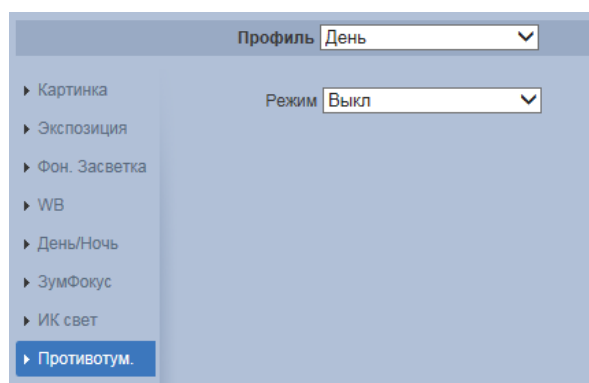 Профиль День
Картинка
Режим Выкл
Экспозиция
Фон. Засветка
WB
День/Ночь
ЗумФокус
ИК свет
Противотум.